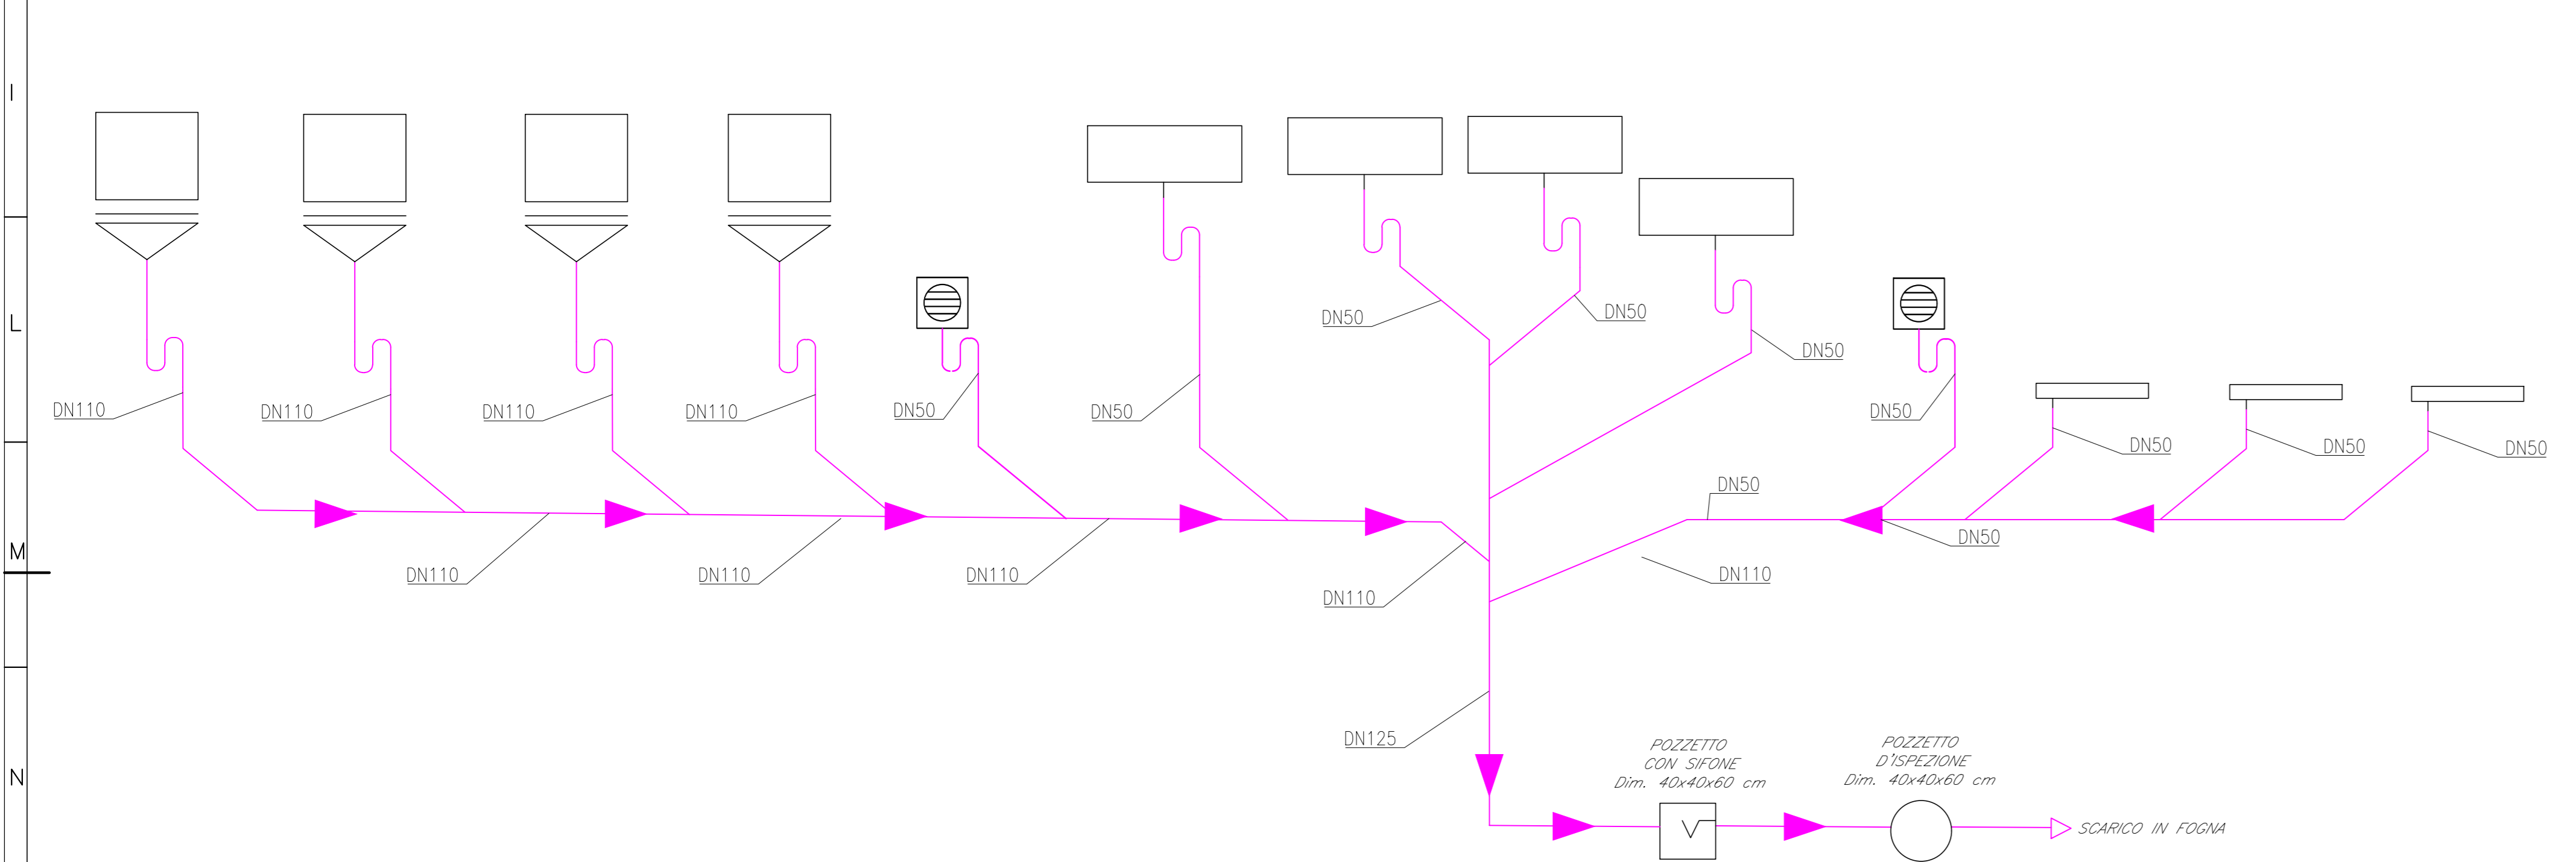 I
L
M
N
DN50
DN50
DN50
DN110
DN110
DN110
DN110
DN50
DN50
DN50
DN50
DN50
DN50
DN50
DN50
DN110
DN110
DN110
DN110
DN110
DN125
POZZETTO
CON SIFONE
Dim. 40x40x60 cm
POZZETTO
D'ISPEZIONE
Dim. 40x40x60 cm
SCARICO IN FOGNA